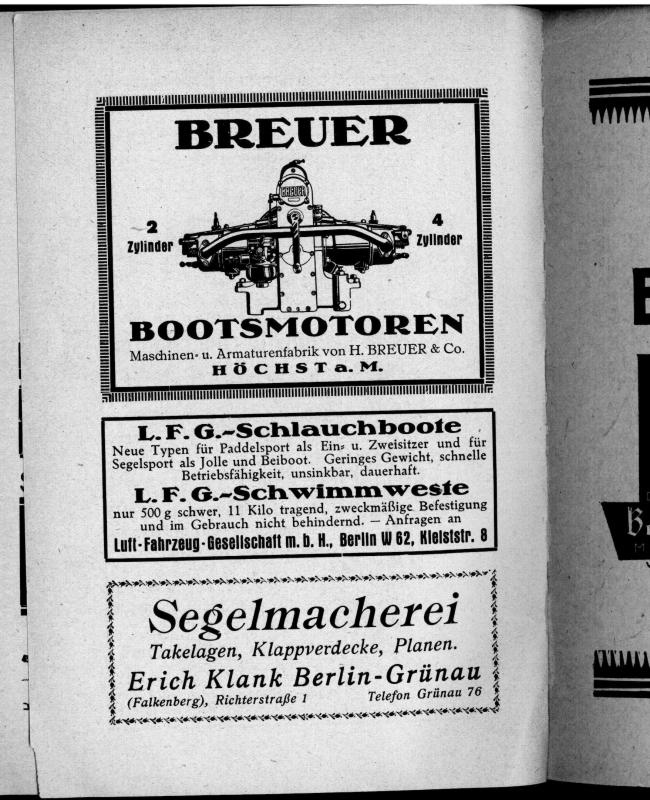 BREUER
BREUER
2
Zylinder
4
Zylinder
BOOTSMOTOREN
Maschinen- u. Armaturenfabrik von H. BREUER & Co.
HÖCHST a. M.
L. F. G.-Schlauchboote
Neue Typen für Paddelsport als Ein- u. Zweisitzer und für
Segelsport als Jolle und Beiboot. Geringes Gewicht, schnelle
Betriebsfähigkeit, unsinkbar, dauerhaft.
L. F. G.-Schwimmweste
nur 500 g schwer, 11 Kilo tragend, zweckmäßige Befestigung
und im Gebrauch nicht behindernd. — Anfragen an
Luft-Fahrzeug-Gesellschaft m. b. H., Berlin W 62, Kleiststr. 8
Segelmacherei
Takelagen, Klappverdecke, Planen.
Erich Klank Berlin-Grünau
(Falkenberg), Richterstraße 1
Telefon Grünau 76